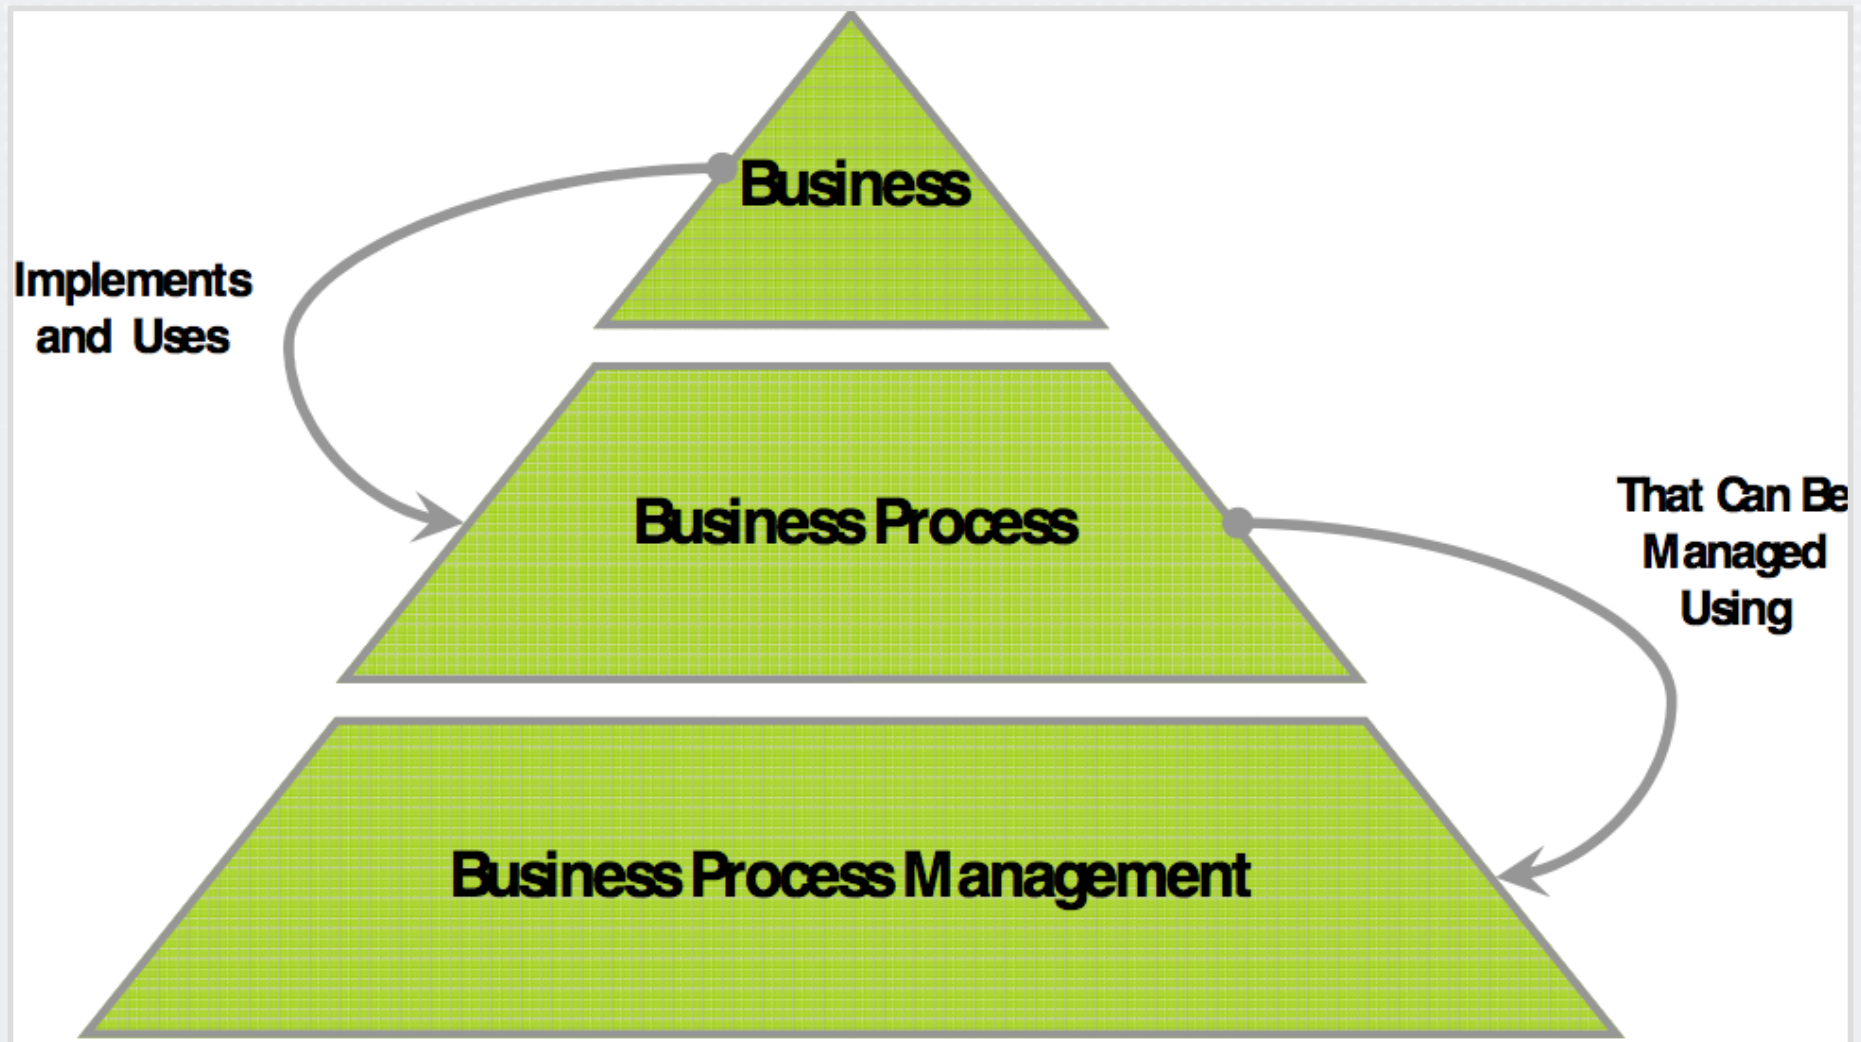 Business
Implements
and Uses
Business Process
That Can Be
Managed
Using
Business Process Management